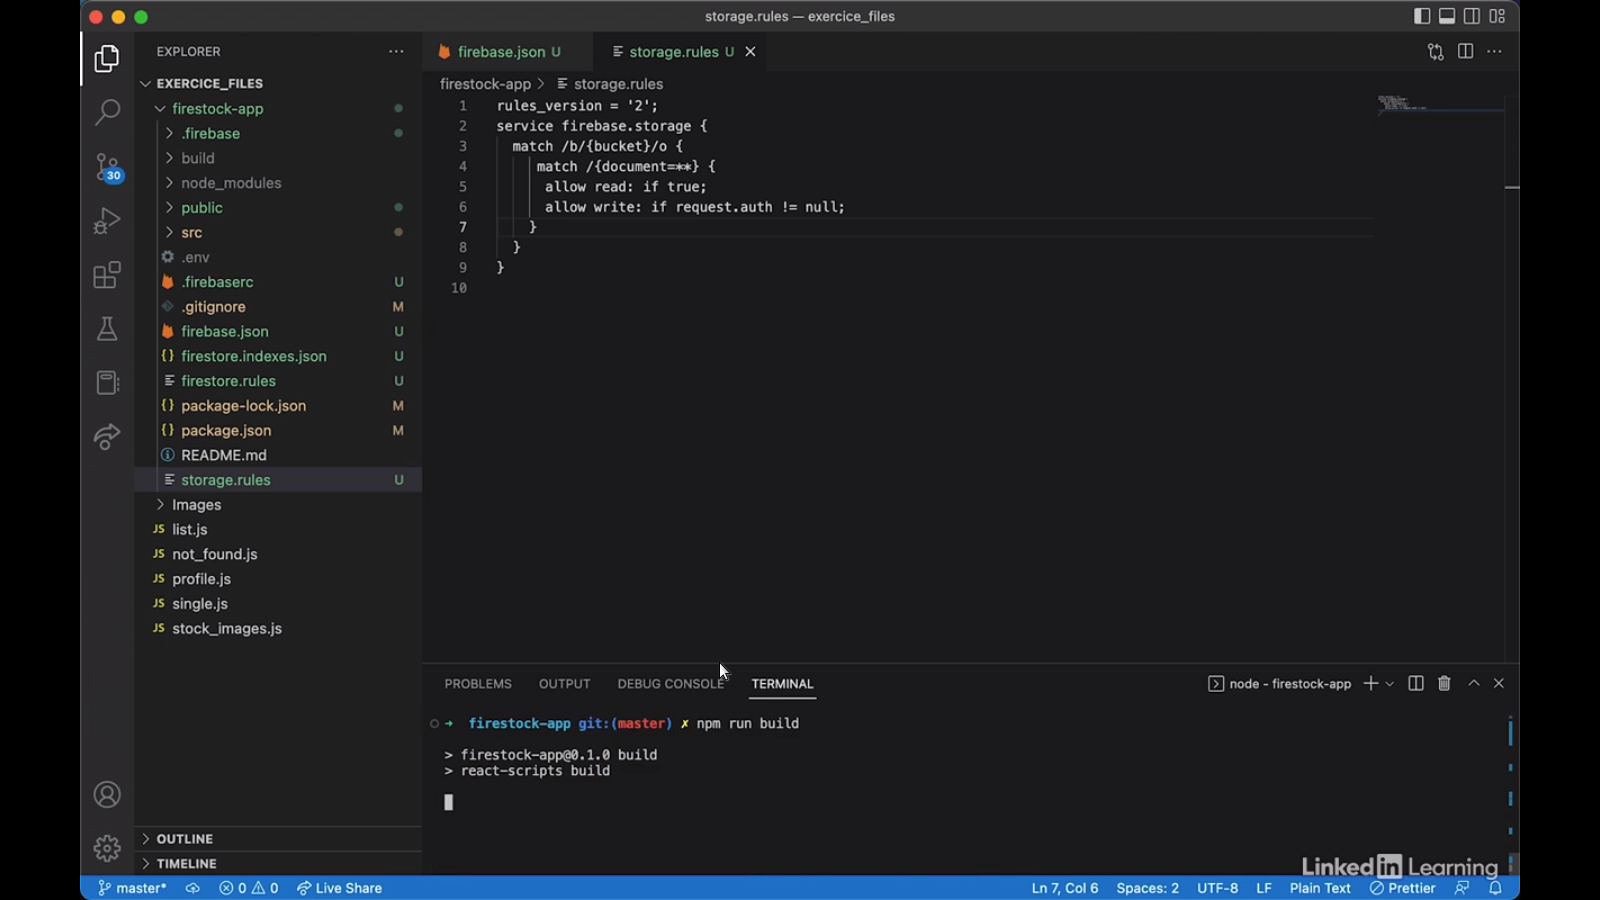 storage.rules — exercice_files
EXPLORER
EXERCICE_FILES
firestock-app
.firebase
build
node_modules
public
src
.env
.firebaserc U
.gitignore M
firebase.json U
firestore.indexes.json U
firestore.rules U
package-lock.json M
package.json M
README.md
storage.rules U
Images
JS list.js
JS not_found.js
JS profile.js
JS single.js
JS stock_images.js
OUTLINE
TIMELINE
30
firebase.json U
storage.rules U
firestock-app > storage.rules
1 rules_version = '2';
2 service firebase.storage {
3 match /b/{bucket}/o {
4 match /{document=**} {
5 allow read: if true;
6 allow write: if request.auth != null;
7 }
8 }
9 }
10
PROBLEMS OUTPUT DEBUG CONSOLE TERMINAL
node - firestock-app
→ firestock-app git:(master) ✗ npm run build
> firestock-app@0.1.0 build
> react-scripts build
LinkedIn Learning
master* 0 0 Live Share
Ln 7, Col 6 Spaces: 2 UTF-8 LF Plain Text Prettier